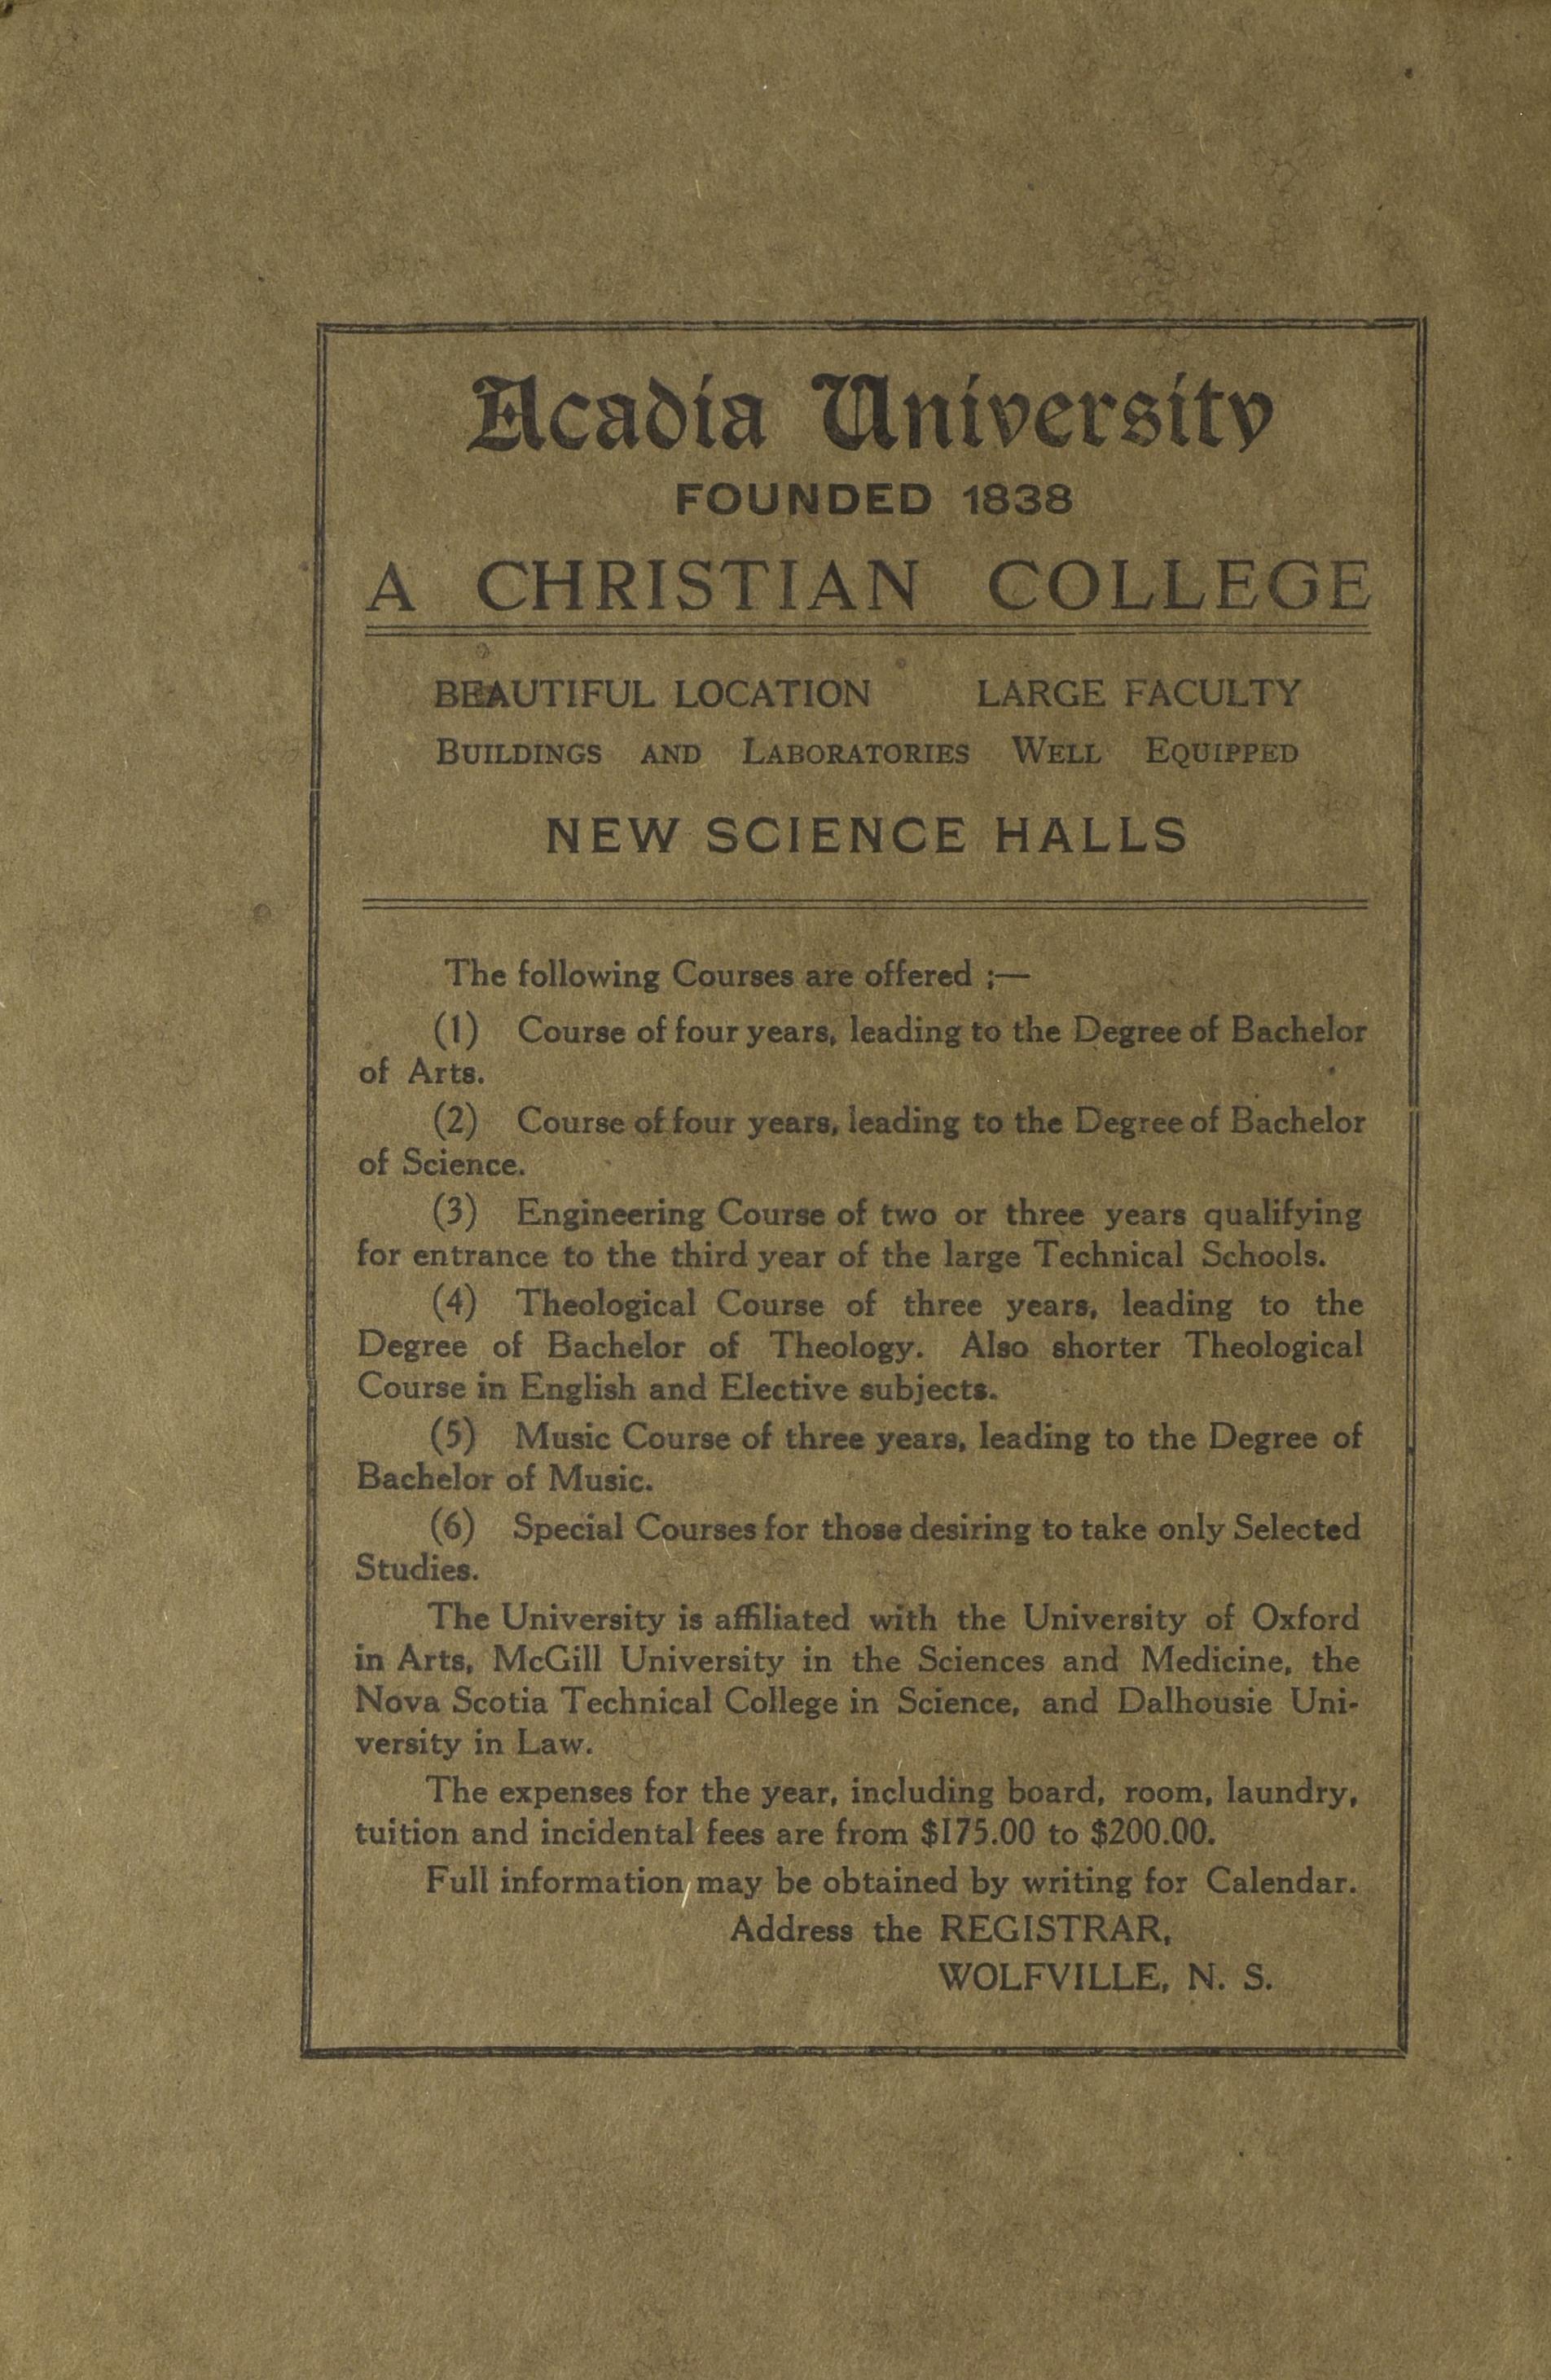 Acadia University
FOUNDED 1838
A CHRISTIAN COLLEGE
BEAUTIFUL LOCATION LARGE FACULTY
BUILDINGS AND LABORATORIES WELL EQUIPPED
NEW SCIENCE HALLS
The following Courses are offered ;—
(1) Course of four years, leading to the Degree of Bachelor
of Arts.
(2) Course of four years, leading to the Degree of Bachelor
of Science.
(3) Engineering Course of two or three years qualifying
for entrance to the third year of the large Technical Schools.
(4) Theological Course of three years, leading to the
Degree of Bachelor of Theology. Also shorter Theological
Course in English and Elective subjects.
(5) Music Course of three years, leading to the Degree of
Bachelor of Music.
(6) Special Courses for those desiring to take only Selected
Studies.
The University is affiliated with the University of Oxford
in Arts, McGill University in the Sciences and Medicine, the
Nova Scotia Technical College in Science, and Dalhousie Uni-
versity in Law.
The expenses for the year, including board, room, laundry,
tuition and incidental fees are from $175.00 to $200.00.
Full information may be obtained by writing for Calendar.
Address the REGISTRAR,
WOLFVILLE, N. S.